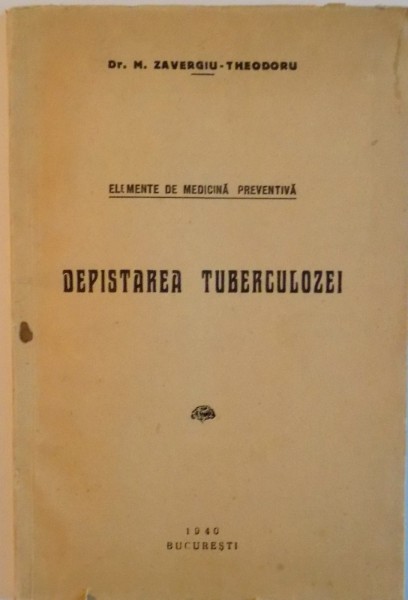 Dr. M. ZAVERGIU-THEODORU
ELEMENTE DE MEDICINĂ PREVENTIVĂ
DEPISTAREA TUBERCULOZEI
1940
BUCUREȘTI